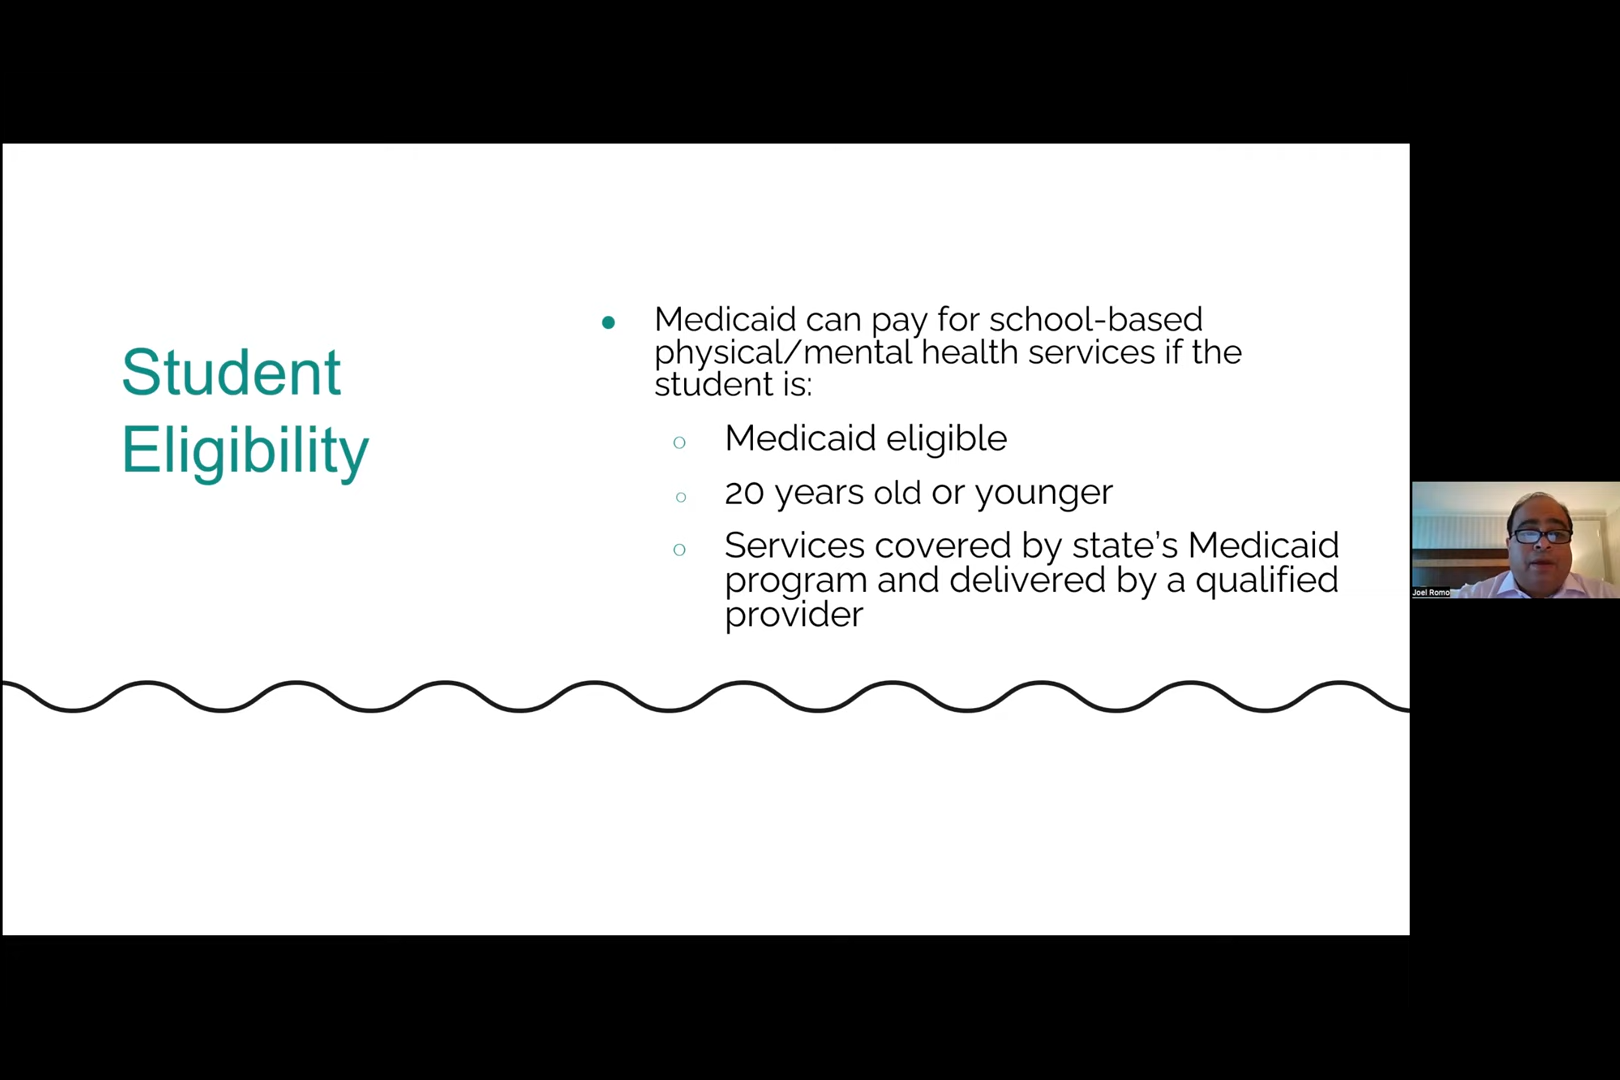 Student
Eligibility
● Medicaid can pay for school-based
physical/mental health services if the
student is:
○ Medicaid eligible
○ 20 years old or younger
○ Services covered by state’s Medicaid
program and delivered by a qualified
provider
Joel Romo